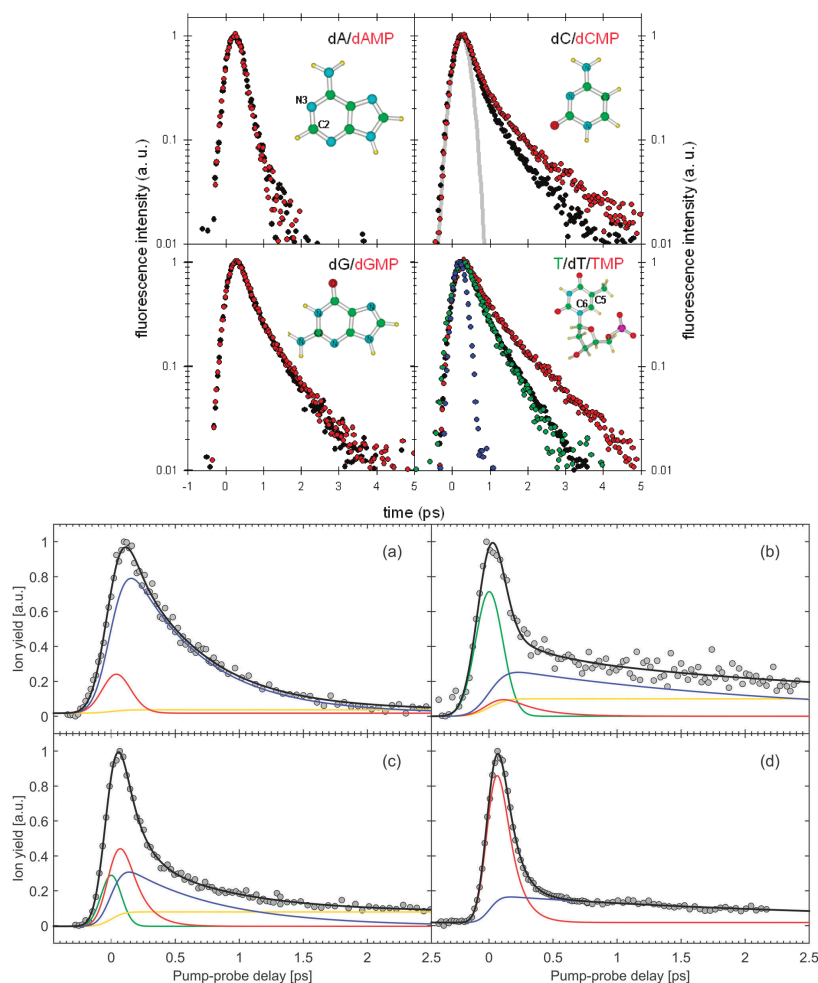 dA/dAMP
dC/dCMP
N3
C2
1
0.1
0.01
1
0.1
0.01
fluorescence intensity (a. u.)
fluorescence intensity (a. u.)
dG/dGMP
T/dT/TMP
C6
C5
1
0.1
0.01
1
0.1
0.01
-1 0 1 2 3 4 5
0 1 2 3 4 5
time (ps)
(a)
(b)
1
0.8
0.6
0.4
0.2
0
Ion yield [a.u.]
(c)
(d)
1
0.8
0.6
0.4
0.2
0
Ion yield [a.u.]
0 0.5 1 1.5 2 2.5
0 0.5 1 1.5 2 2.5
Pump-probe delay [ps]
Pump-probe delay [ps]